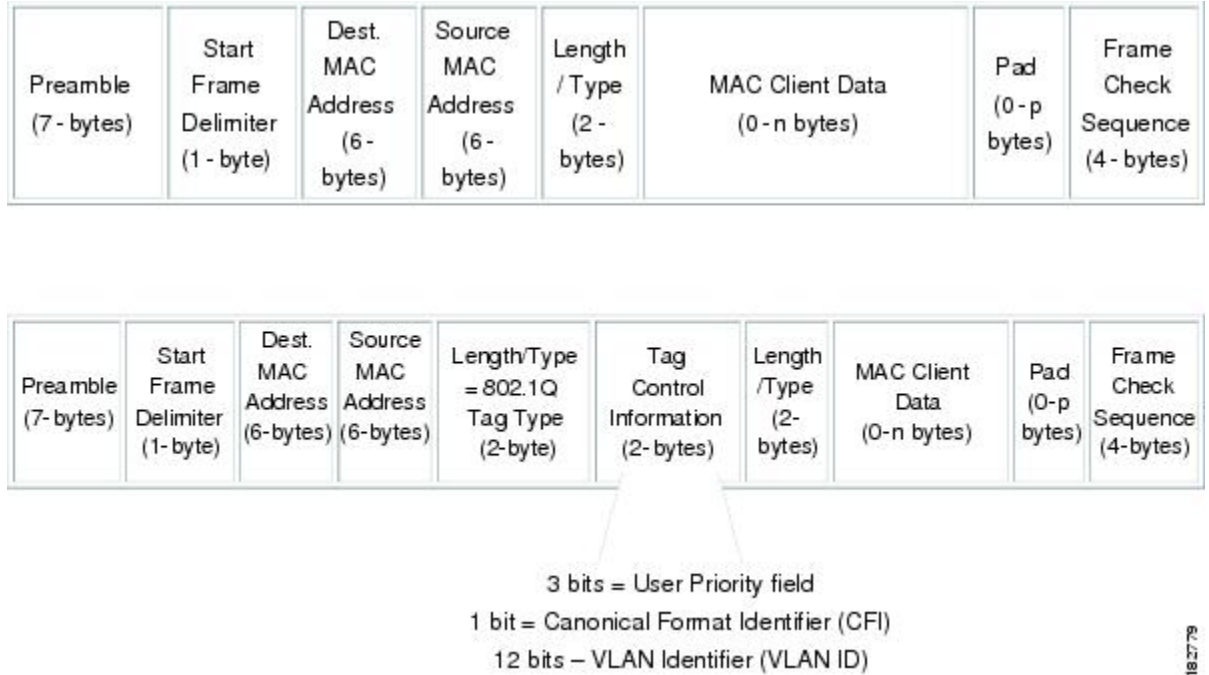 Preamble
(7 - bytes)
Start
Frame
Delimiter
(1 - byte)
Dest.
MAC
Address
(6 -
bytes)
Source
MAC
Address
(6 -
bytes)
Length
/ Type
(2 -
bytes)
MAC Client Data
(0 - n bytes)
Pad
(0 - p
bytes)
Frame
Check
Sequence
(4 - bytes)
Preamble
(7- bytes)
Start
Frame
Delimiter
(1- byte)
Dest.
MAC
Address
(6-bytes)
Source
MAC
Address
(6-bytes)
Length/Type
= 802.1Q
Tag Type
(2-byte)
Tag
Control
Information
(2- bytes)
Length
/Type
(2-
bytes)
MAC Client
Data
(0-n bytes)
Pad
(0-p
bytes)
Frame
Check
Sequence
(4-bytes)
3 bits = User Priority field
1 bit = Canonical Format Identifier (CFI)
12 bits – VLAN Identifier (VLAN ID)
182779